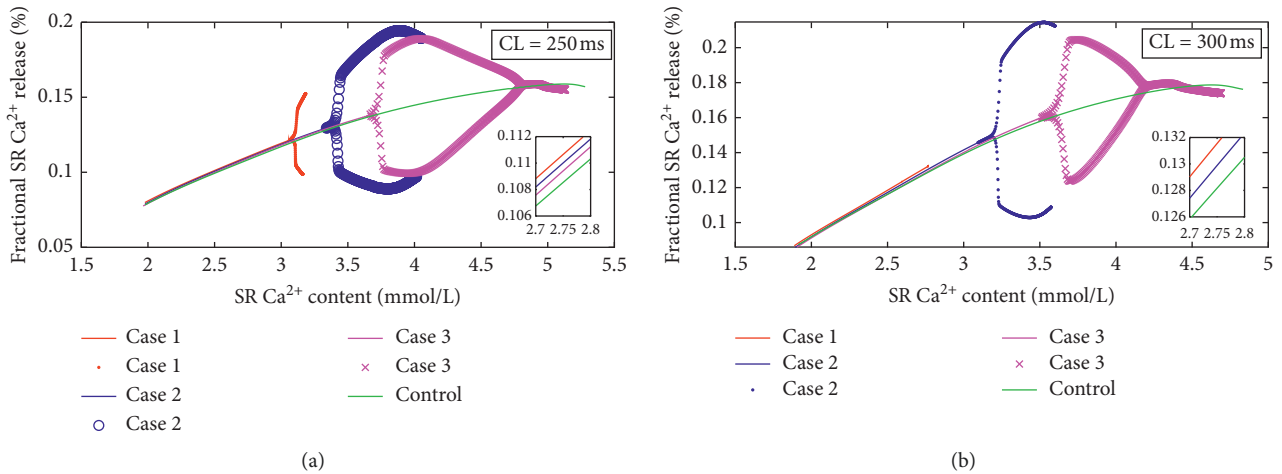 CL = 250 ms
Fractional SR Ca²⁺ release (%)
0.2
0.15
0.1
0.05
0.112
0.11
0.108
0.106
2.7 2.75 2.8
1.5 2 2.5 3 3.5 4 4.5 5 5.5
SR Ca²⁺ content (mmol/L)
Case 1
Case 1
Case 2
Case 2
Case 3
Case 3
Control
(a)
CL = 300 ms
Fractional SR Ca²⁺ release (%)
0.2
0.18
0.16
0.14
0.12
0.1
0.132
0.13
0.128
0.126
2.7 2.75 2.8
1.5 2 2.5 3 3.5 4 4.5 5
SR Ca²⁺ content (mmol/L)
Case 1
Case 2
Case 2
Case 3
Case 3
Control
(b)